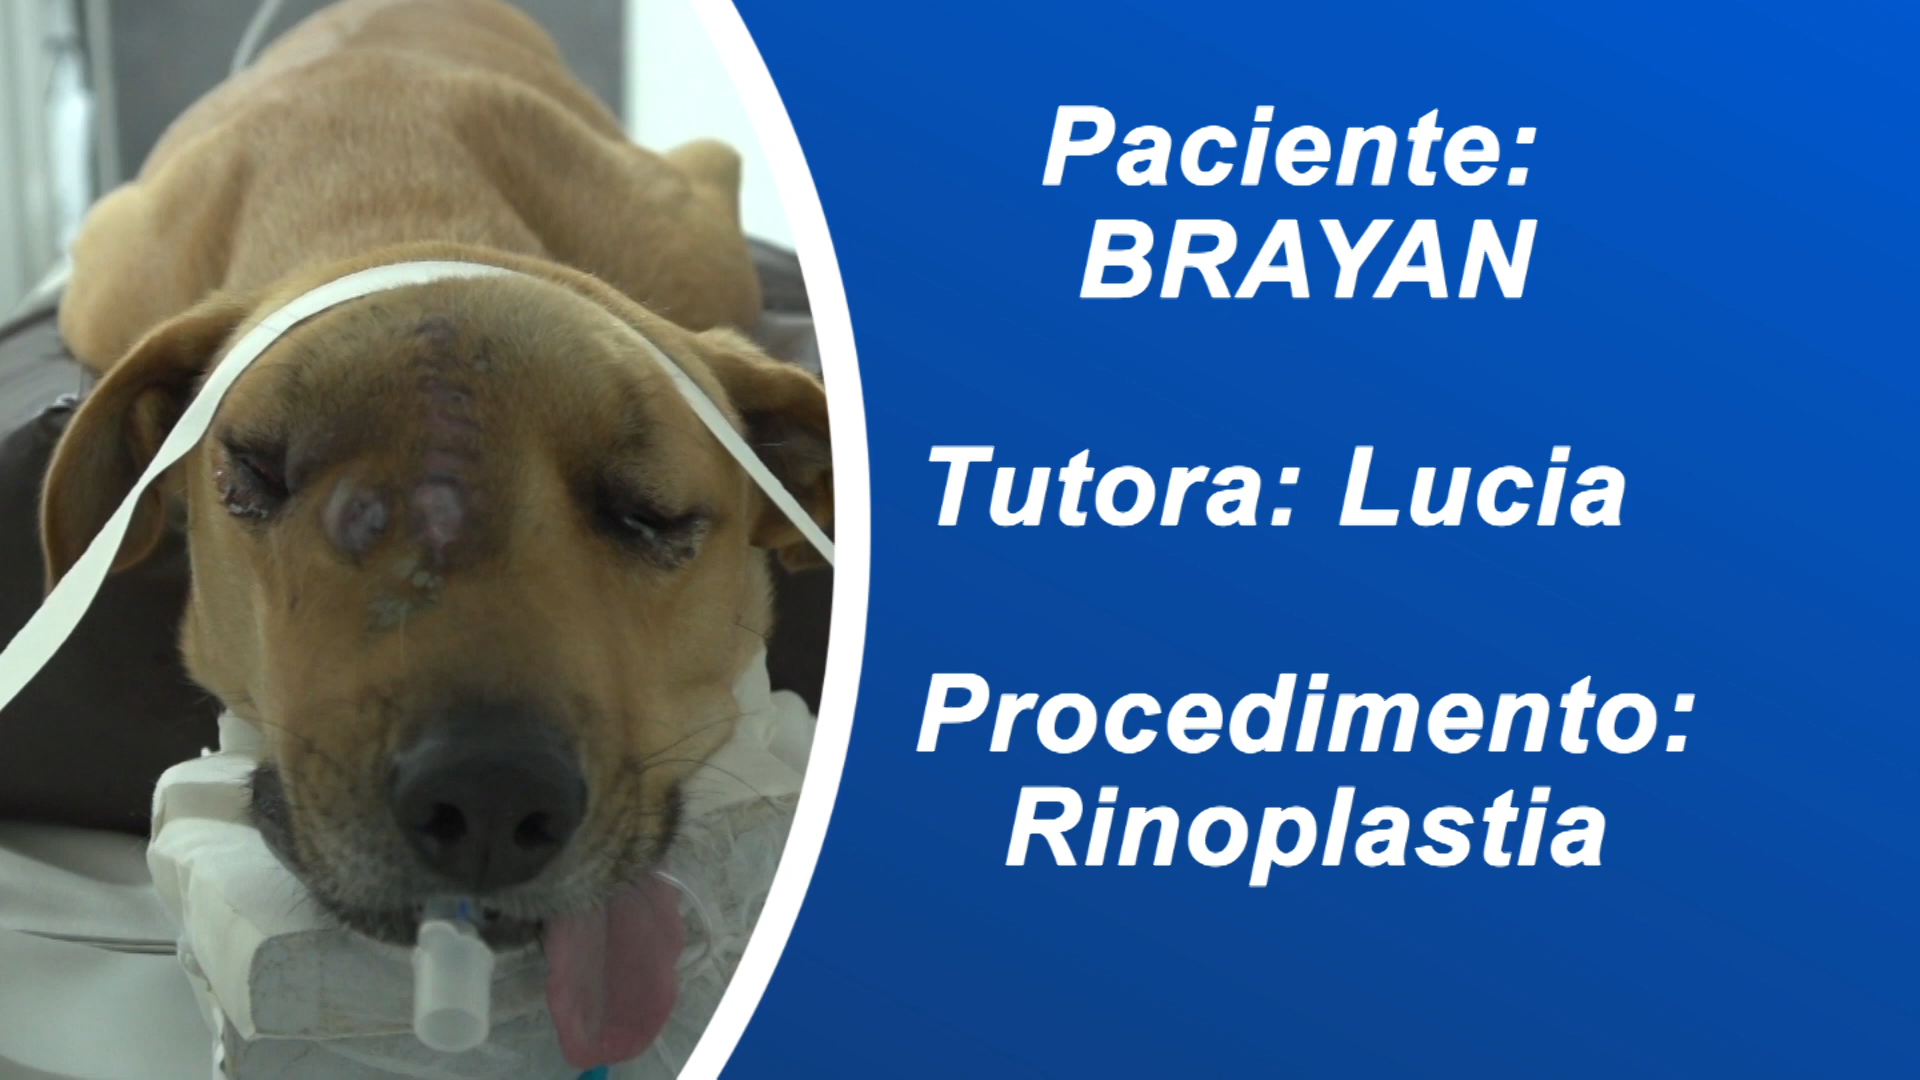 Paciente:
BRAYAN
Tutora: Lucia
Procedimento:
Rinoplastia